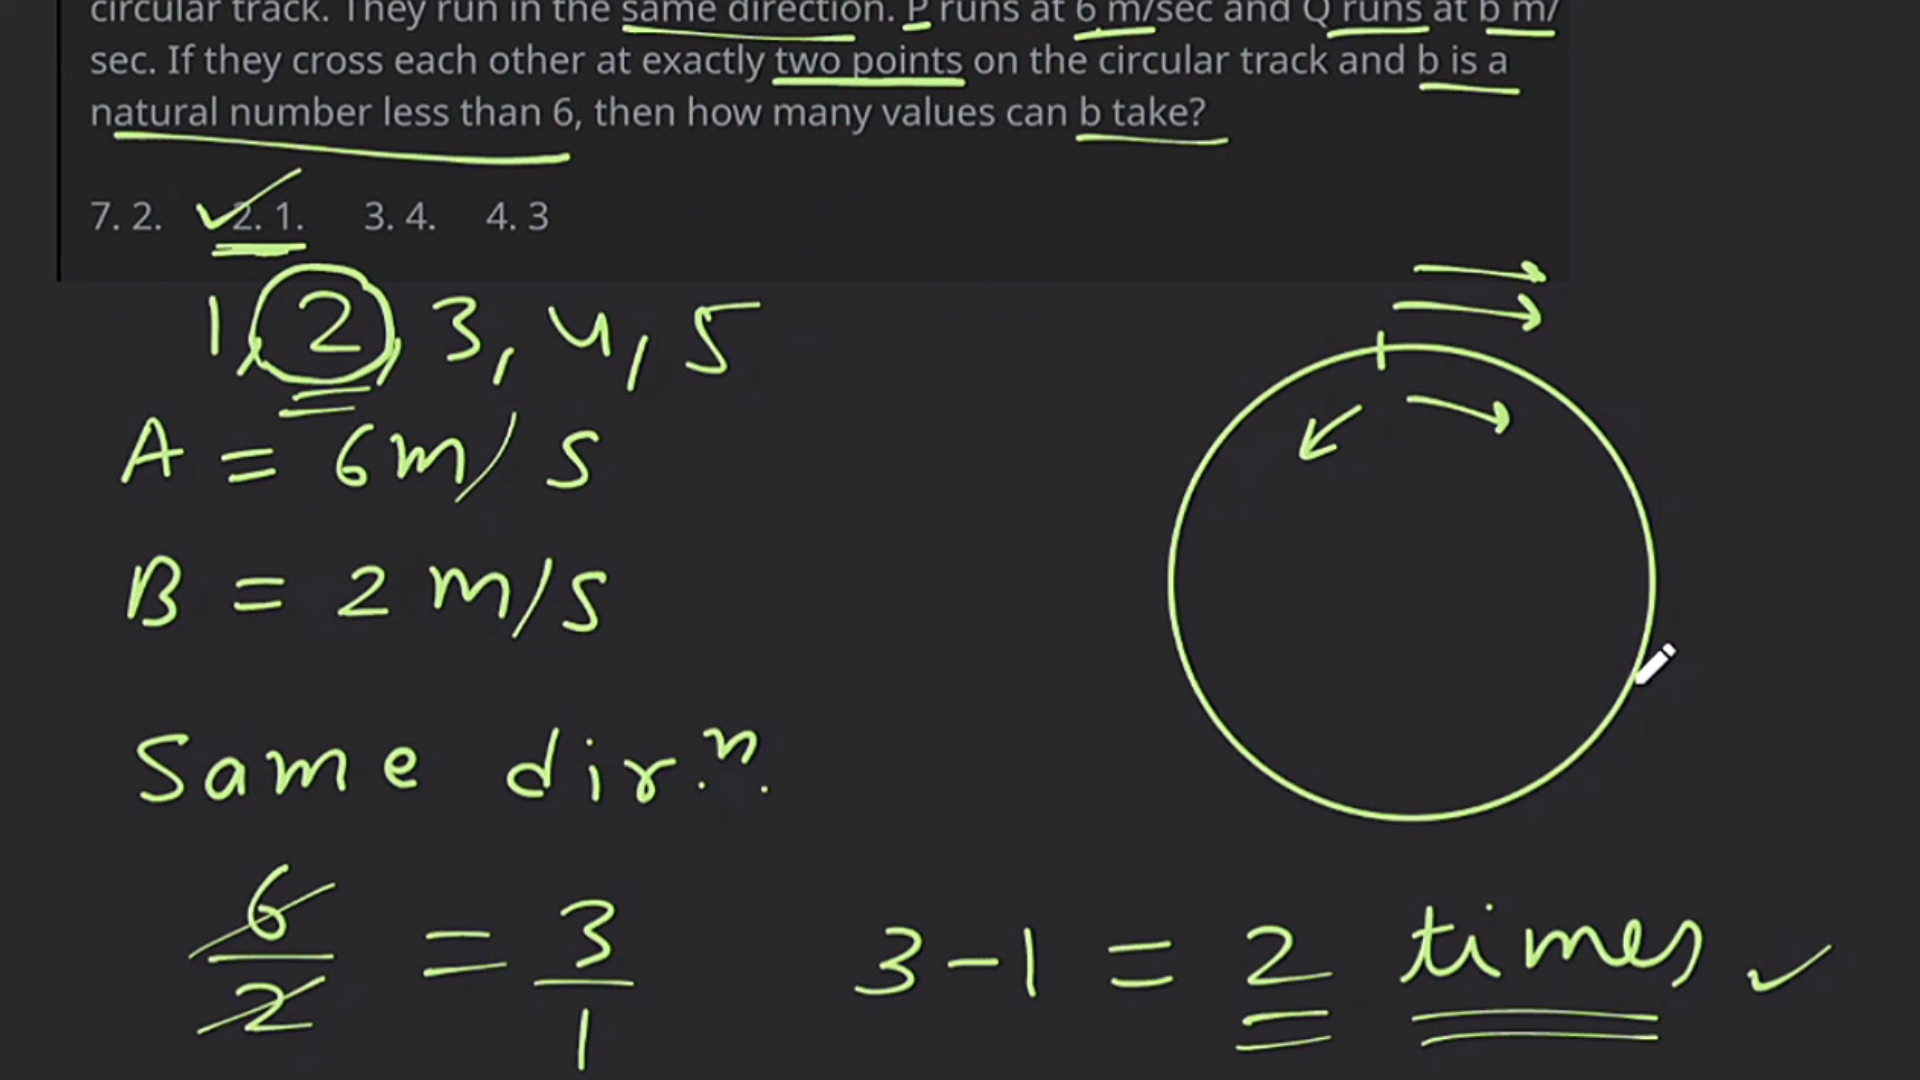 circular track. They run in the same direction. P runs at 6 m/sec and Q runs at b m/
sec. If they cross each other at exactly two points on the circular track and b is a
natural number less than 6, then how many values can b take?
7. 2. 2. 1. 3. 4. 4. 3
1, 2, 3, 4, 5
A = 6m/s
B = 2 m/s
Same dir.n.
6/2 = 3/1 3-1 = 2 times